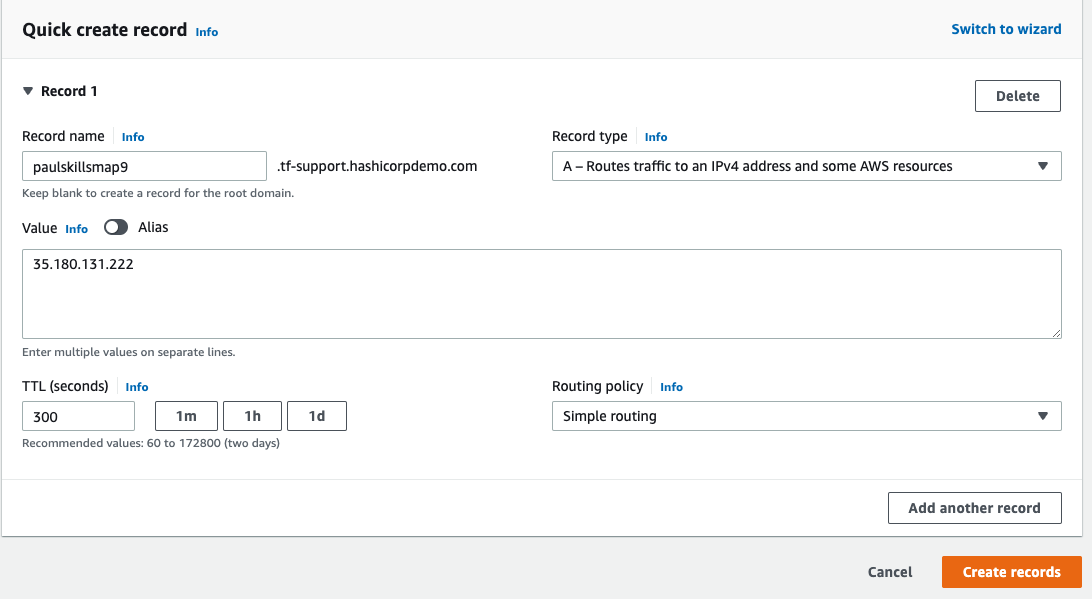 Quick create record Info Switch to wizard
Record 1 Delete
Record name Info Record type Info
paulskillsmap9 .tf-support.hashicorpdemo.com A – Routes traffic to an IPv4 address and some AWS resources
Keep blank to create a record for the root domain.
Value Info Alias
35.180.131.222
Enter multiple values on separate lines.
TTL (seconds) Info Routing policy Info
300 1m 1h 1d Simple routing
Recommended values: 60 to 172800 (two days)
Add another record
Cancel Create records